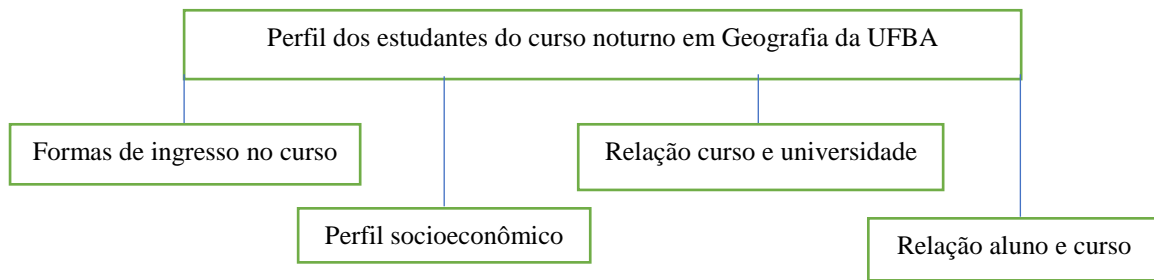 Perfil dos estudantes do curso noturno em Geografia da UFBA
Formas de ingresso no curso
Relação curso e universidade
Perfil socioeconômico
Relação aluno e curso